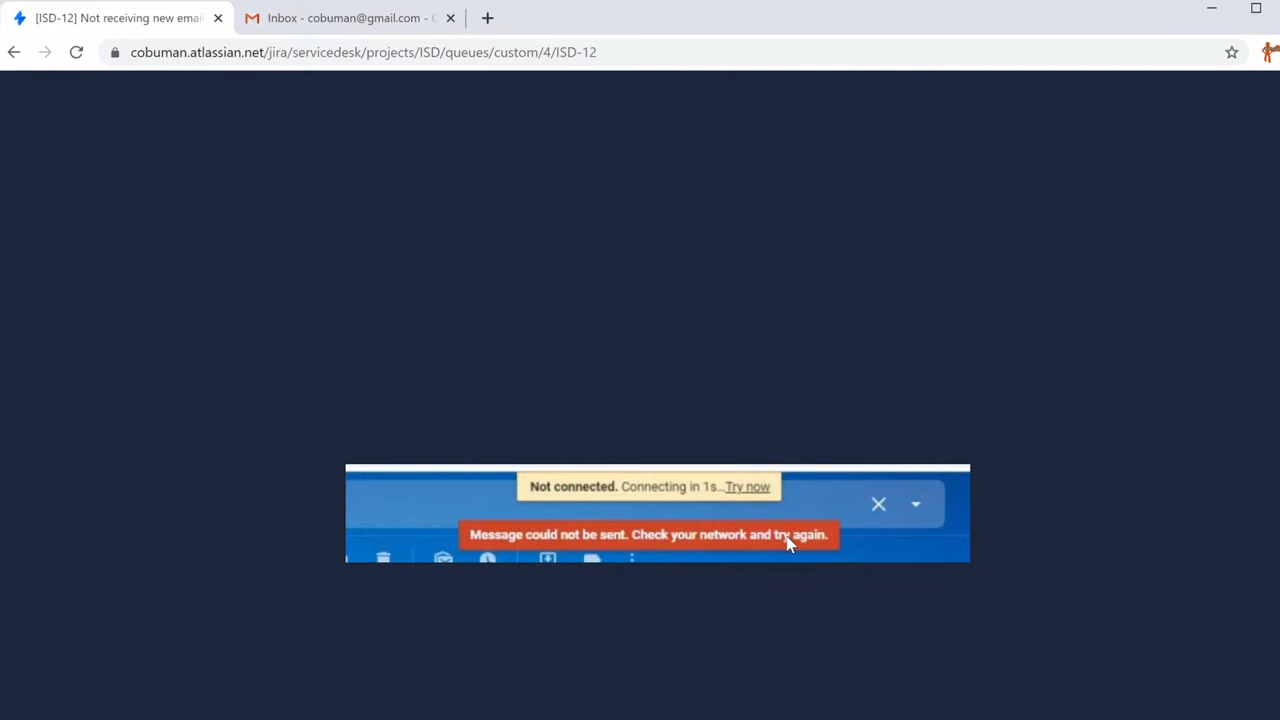 [ISD-12] Not receiving new email
Inbox - cobuman@gmail.com -
cobuman.atlassian.net/jira/servicedesk/projects/ISD/queues/custom/4/ISD-12
Not connected. Connecting in 1s...Try now
Message could not be sent. Check your network and try again.